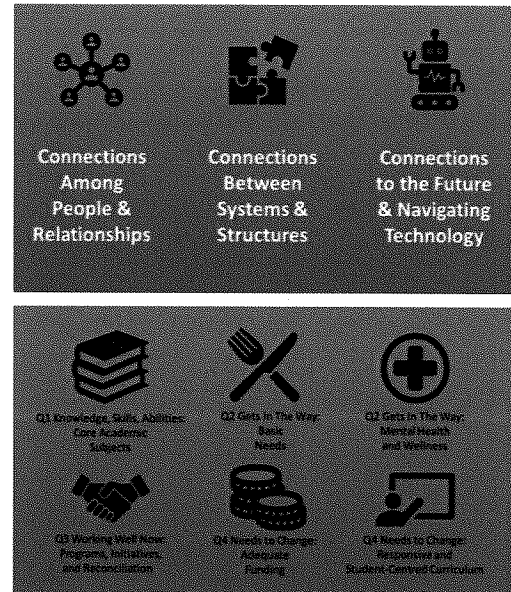 Connections
Among
People &
Relationships
Connections
Between
Systems &
Structures
Connections
to the Future
& Navigating
Technology
Q1 Knowledge, Skills, Abilities:
Core Academic
Subjects
Q2 Gets In The Way:
Basic
Needs
Q2 Gets In The Way:
Mental Health
and Wellness
Q3 Working Well Now:
Programs, Initiatives,
and Reconciliation
Q4 Needs to Change:
Adequate
Funding
Q4 Needs to Change:
Responsive and
Student-Centred Curriculum